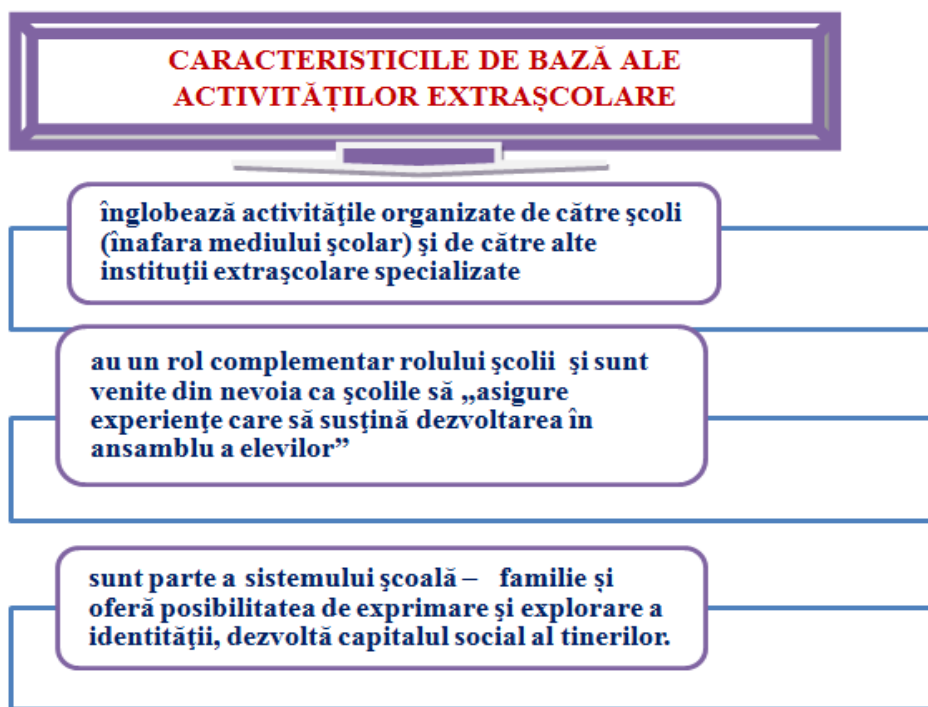 CARACTERISTICILE DE BAZĂ ALE
ACTIVITĂȚILOR EXTRAȘCOLARE
înglobează activităţile organizate de către şcoli
(înafara mediului şcolar) şi de către alte
instituţii extraşcolare specializate
au un rol complementar rolului şcolii şi sunt
venite din nevoia ca şcolile să „asigure
experienţe care să susţină dezvoltarea în
ansamblu a elevilor”
sunt parte a sistemului şcoală – familie și
oferă posibilitatea de exprimare şi explorare a
identităţii, dezvoltă capitalul social al tinerilor.